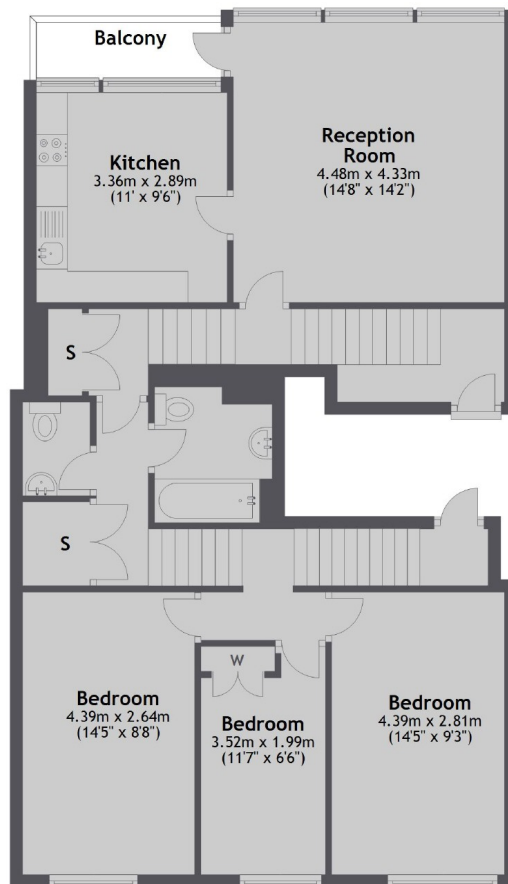 Balcony
Kitchen
3.36m x 2.89m
(11' x 9'6")
Reception
Room
4.48m x 4.33m
(14'8" x 14'2")
S
S
W
Bedroom
4.39m x 2.64m
(14'5" x 8'8")
Bedroom
3.52m x 1.99m
(11'7" x 6'6")
Bedroom
4.39m x 2.81m
(14'5" x 9'3")